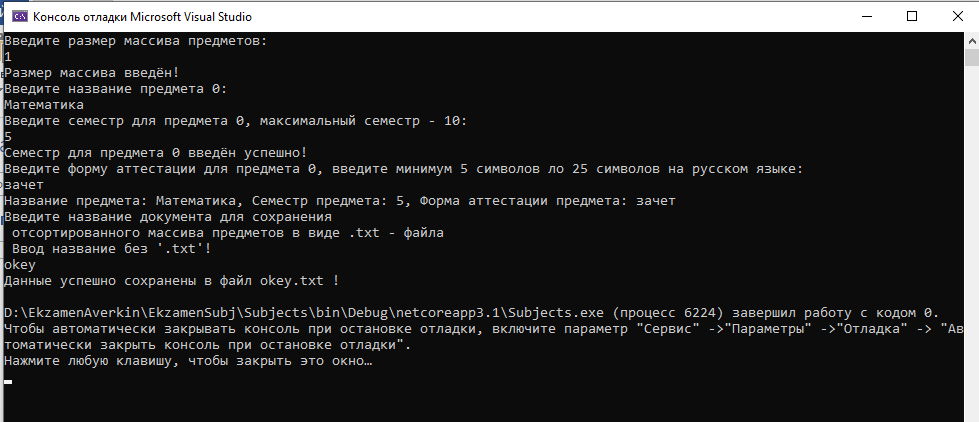 Консоль отладки Microsoft Visual Studio
Введите размер массива предметов:
1
Размер массива введён!
Введите название предмета 0:
Математика
Введите семестр для предмета 0, максимальный семестр - 10:
5
Семестр для предмета 0 введён успешно!
Введите форму аттестации для предмета 0, введите минимум 5 символов ло 25 символов на русском языке:
зачет
Название предмета: Математика, Семестр предмета: 5, Форма аттестации предмета: зачет
Введите название документа для сохранения
отсортированного массива предметов в виде .txt - файла
Ввод название без '.txt'!
okey
Данные успешно сохранены в файл okey.txt !
D:\EkzamenAverkin\EkzamenSubj\Subjects\bin\Debug\netcoreapp3.1\Subjects.exe (процесс 6224) завершил работу с кодом 0.
Чтобы автоматически закрывать консоль при остановке отладки, включите параметр "Сервис" ->"Параметры" ->"Отладка" -> "Ав
томатически закрыть консоль при остановке отладки".
Нажмите любую клавишу, чтобы закрыть это окно…